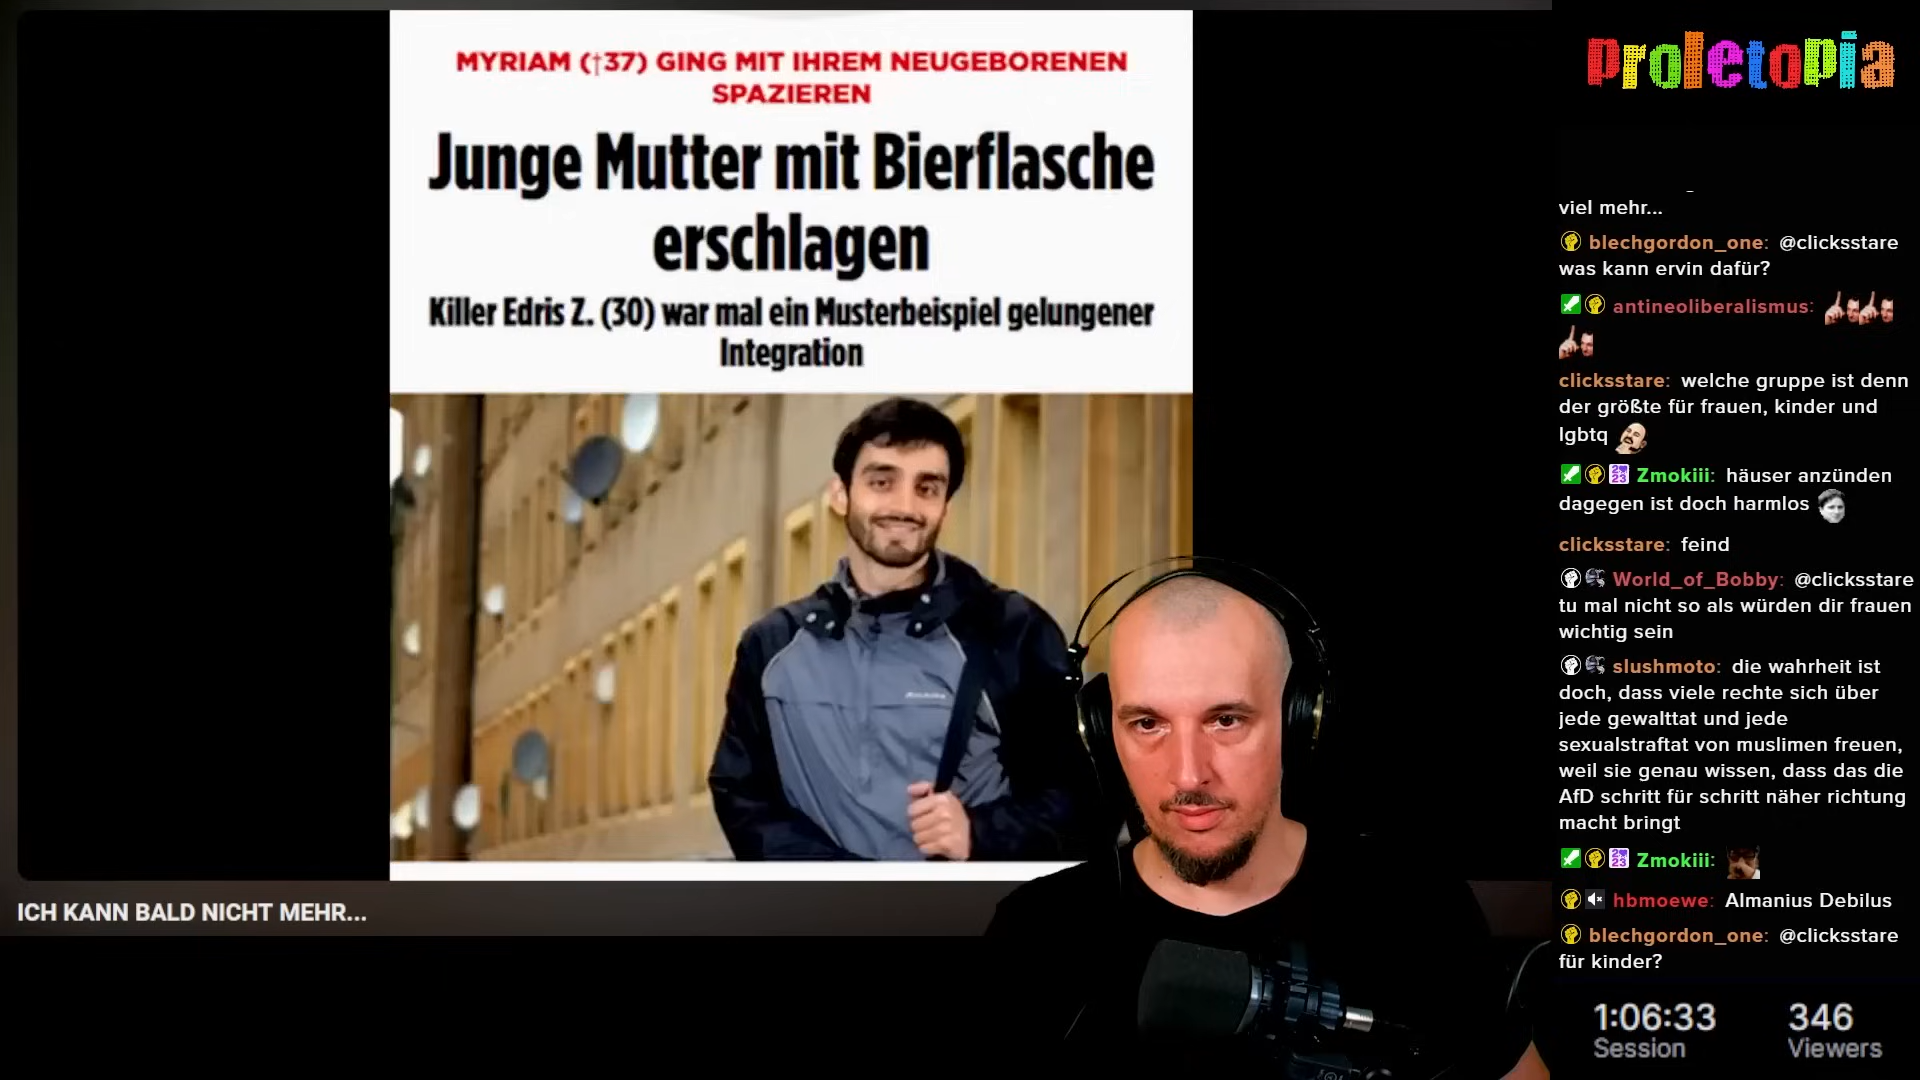 MYRIAM (†37) GING MIT IHREM NEUGEBORENEN
SPAZIEREN
Junge Mutter mit Bierflasche
erschlagen
Killer Edris Z. (30) war mal ein Musterbeispiel gelungener
Integration
ICH KANN BALD NICHT MEHR...
Proletopia
viel mehr...
blechgordon_one: @clicksstare
was kann ervin dafür?
antineoliberalismus:
clicksstare: welche gruppe ist denn
der größte für frauen, kinder und
lgbtq
Zmokiii: häuser anzünden
dagegen ist doch harmlos
clicksstare: feind
World_of_Bobby: @clicksstare
tu mal nicht so als würden dir frauen
wichtig sein
slushmoto: die wahrheit ist
doch, dass viele rechte sich über
jede gewalttat und jede
sexualstraftat von muslimen freuen,
weil sie genau wissen, dass das die
AfD schritt für schritt näher richtung
macht bringt
Zmokiii:
hbmoewe: Almanius Debilus
blechgordon_one: @clicksstare
für kinder?
1:06:33 346
Session Viewers